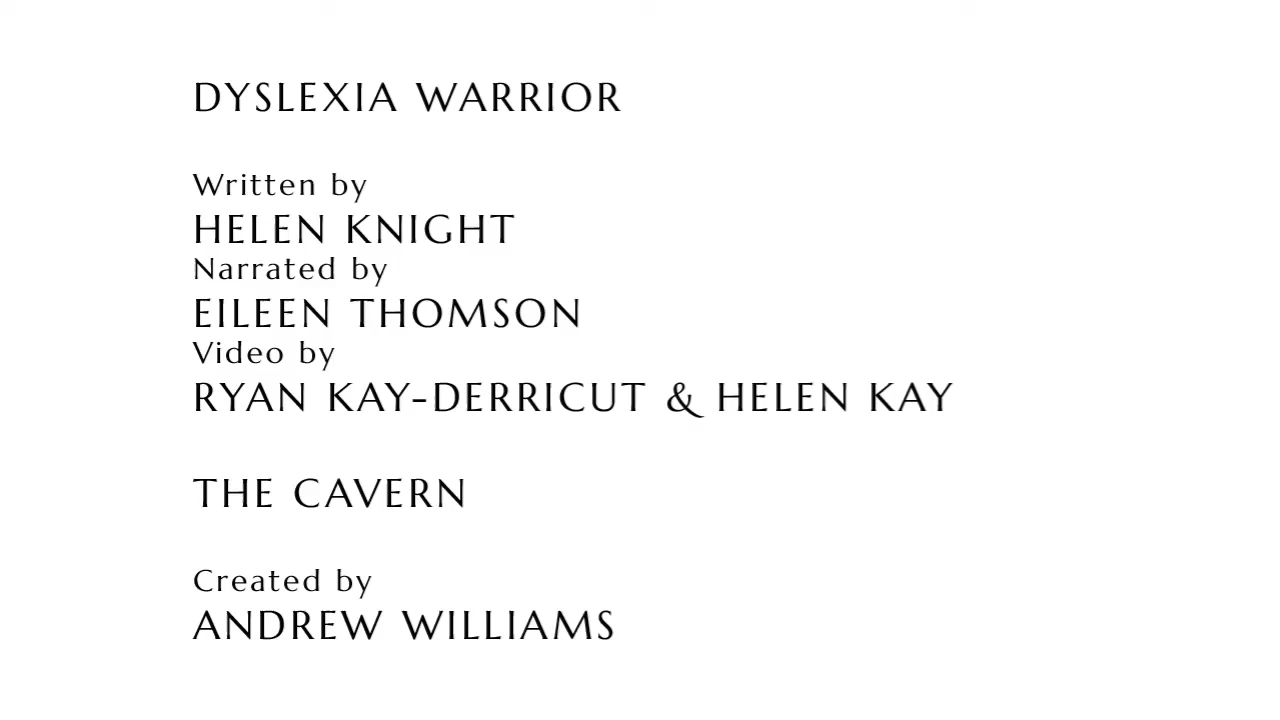 DYSLEXIA WARRIOR
Written by
HELEN KNIGHT
Narrated by
EILEEN THOMSON
Video by
RYAN KAY-DERRICUT & HELEN KAY
THE CAVERN
Created by
ANDREW WILLIAMS